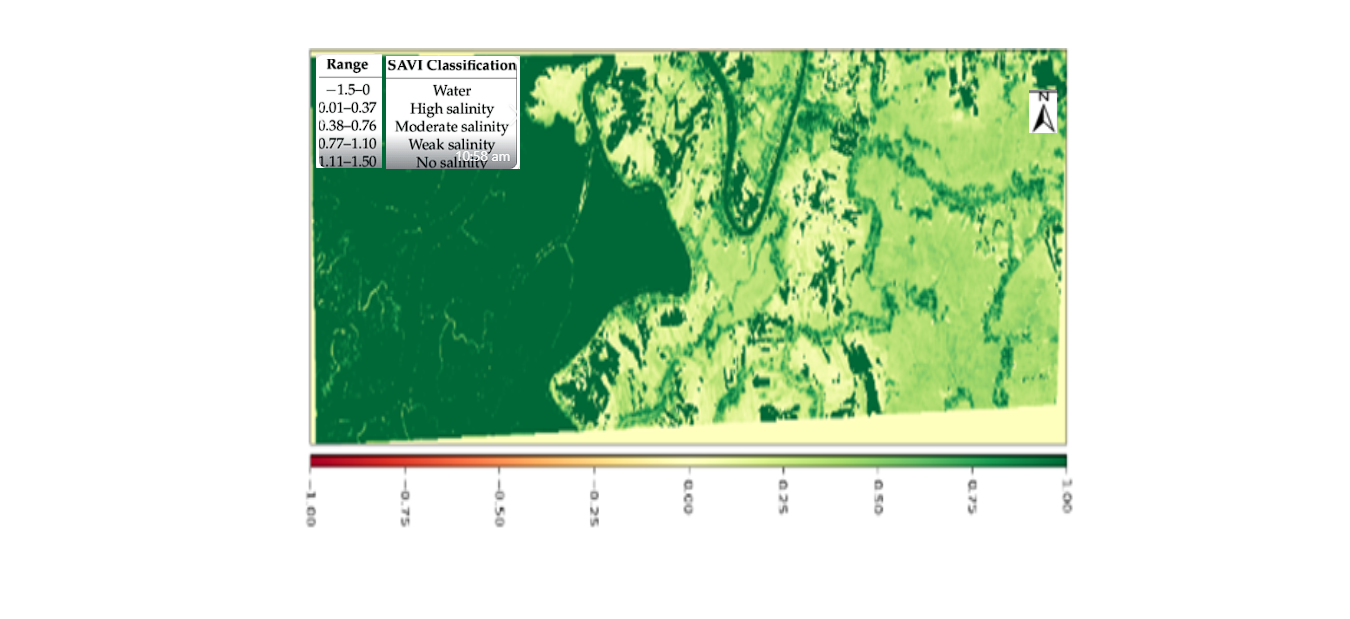 Range SAVI Classification
−1.5–0 Water
0.01–0.37 High salinity
0.38–0.76 Moderate salinity
0.77–1.10 Weak salinity
1.11–1.50 No salinity
10:58 am
N
−1.00 −0.75 −0.50 −0.25 0.00 0.25 0.50 0.75 1.00